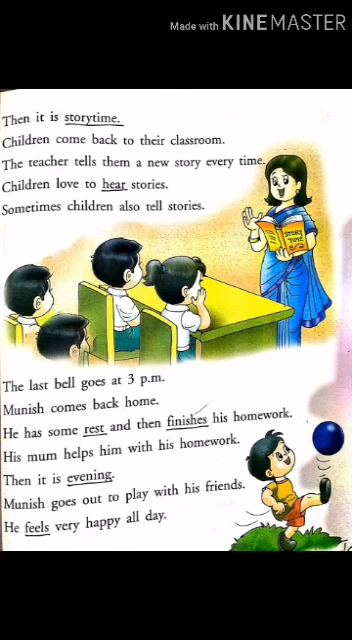 Made with KINEMASTER
Then it is storytime.
Children come back to their classroom.
The teacher tells them a new story every time.
Children love to hear stories.
Sometimes children also tell stories.
STORY TIME
The last bell goes at 3 p.m.
Munish comes back home.
He has some rest and then finishes his homework.
His mum helps him with his homework.
Then it is evening.
Munish goes out to play with his friends.
He feels very happy all day.